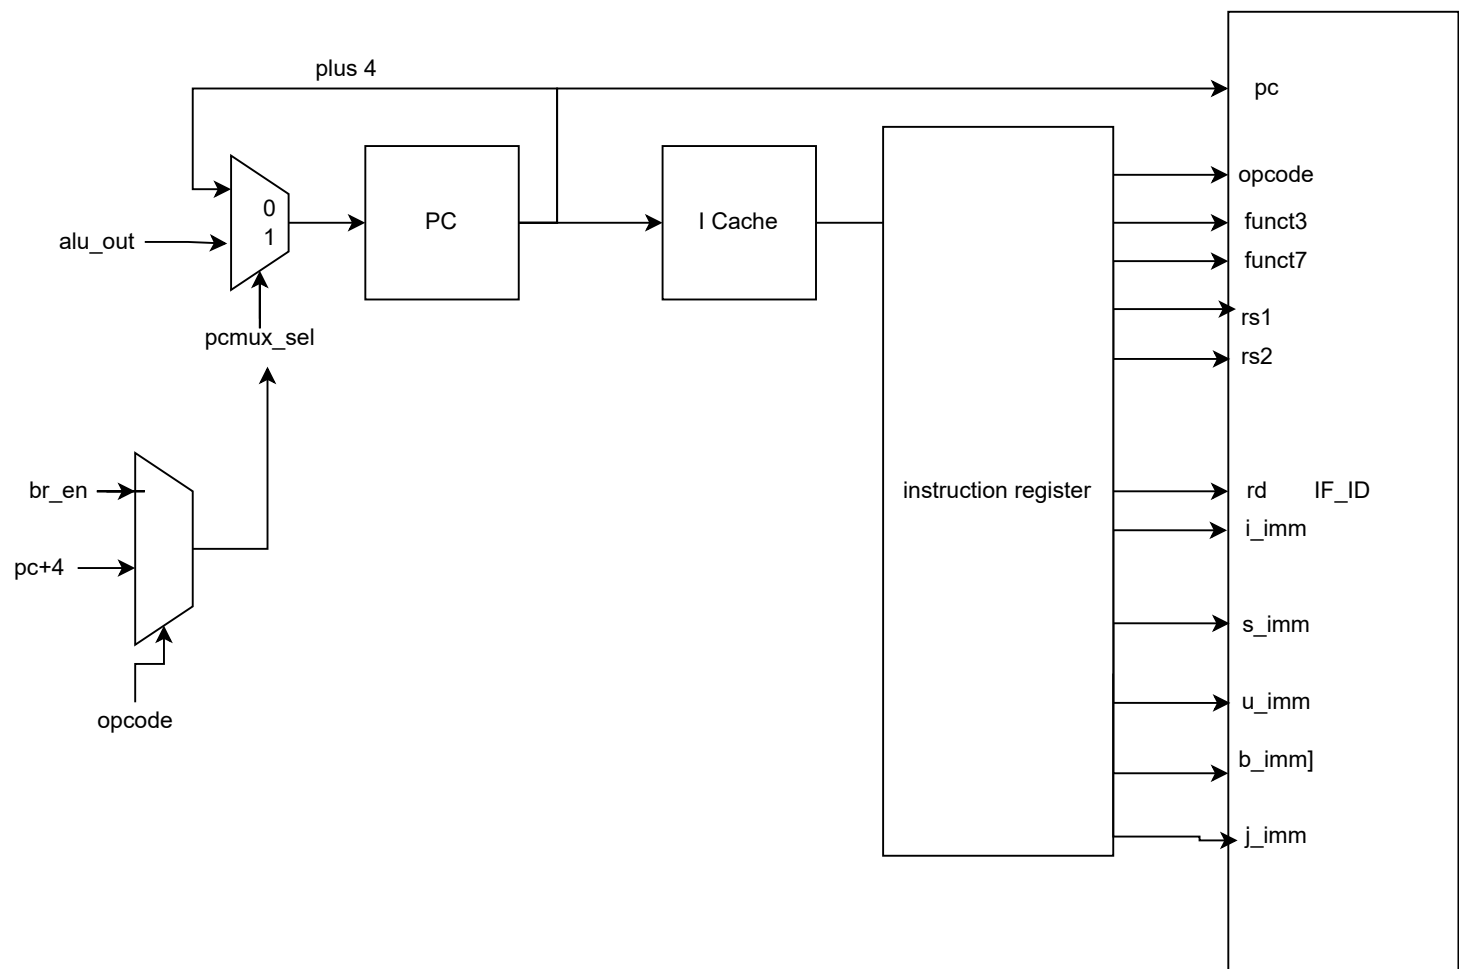 plus 4
pc
0
1
PC
I Cache
opcode
funct3
funct7
alu_out
rs1
pcmux_sel
rs2
br_en
instruction register
rd
IF_ID
i_imm
pc+4
s_imm
u_imm
opcode
b_imm]
j_imm